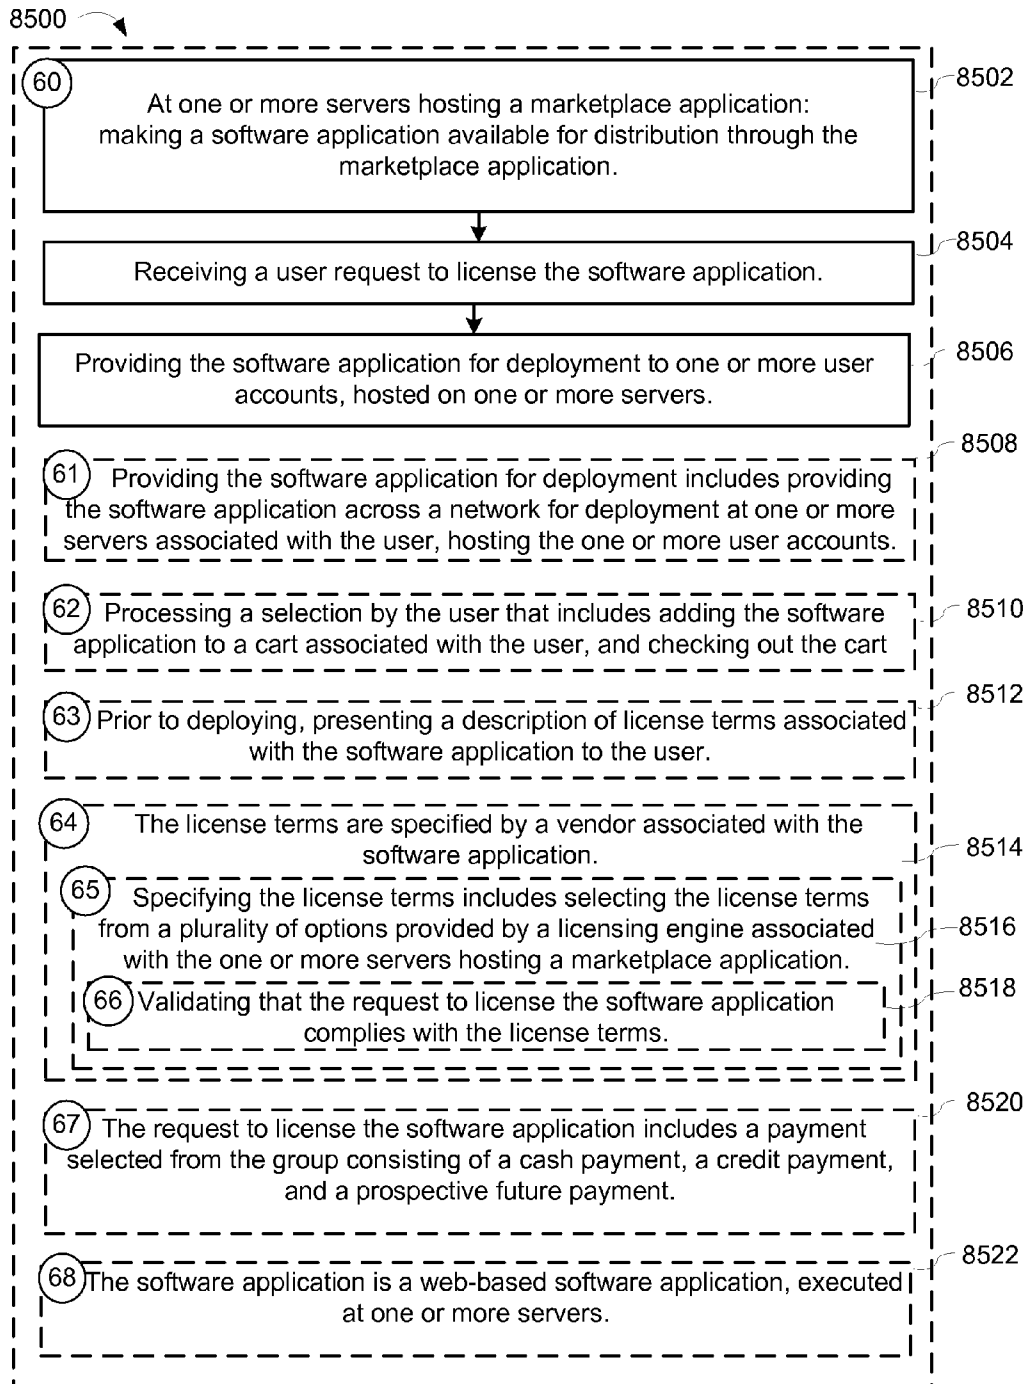 8500
60
8502
At one or more servers hosting a marketplace application:
making a software application available for distribution through the
marketplace application.
8504
Receiving a user request to license the software application.
8506
Providing the software application for deployment to one or more user
accounts, hosted on one or more servers.
8508
61
Providing the software application for deployment includes providing
the software application across a network for deployment at one or more
servers associated with the user, hosting the one or more user accounts.
62
8510
Processing a selection by the user that includes adding the software
application to a cart associated with the user, and checking out the cart
8512
63
Prior to deploying, presenting a description of license terms associated
with the software application to the user.
64
The license terms are specified by a vendor associated with the
software application.
8514
65
Specifying the license terms includes selecting the license terms
from a plurality of options provided by a licensing engine associated
8516
with the one or more servers hosting a marketplace application.
8518
66
Validating that the request to license the software application
complies with the license terms.
8520
67
The request to license the software application includes a payment
selected from the group consisting of a cash payment, a credit payment,
and a prospective future payment.
8522
68
The software application is a web-based software application, executed
at one or more servers.